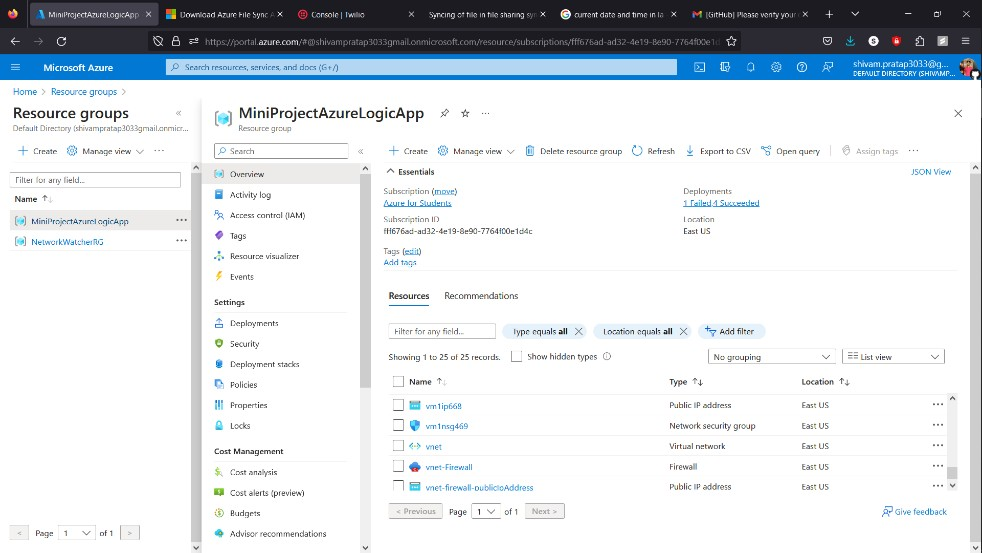 MiniProjectAzureLogicApp
Download Azure File Sync A
Console | Twilio
Syncing of file in file sharing sy
current date and time in la
[GitHub] Please verify your
https://portal.azure.com/#@shivampratap3033gmail.onmicrosoft.com/resource/subscriptions/fff676ad-ad32-4e19-8e90-7764f00e1d
Microsoft Azure
Search resources, services, and docs (G+/)
shivam.pratap3033@g...
DEFAULT DIRECTORY (SHIVAMP...
Home > Resource groups >
Resource groups
Default Directory (shivampratap3033gmail.onmicr...
Create
Manage view
Filter for any field...
Name
MiniProjectAzureLogicApp
NetworkWatcherRG
< Page 1 of 1 >
MiniProjectAzureLogicApp
Resource group
Search
Overview
Activity log
Access control (IAM)
Tags
Resource visualizer
Events
Settings
Deployments
Security
Deployment stacks
Policies
Properties
Locks
Cost Management
Cost analysis
Cost alerts (preview)
Budgets
Advisor recommendations
Create
Manage view
Delete resource group
Refresh
Export to CSV
Open query
Assign tags
Essentials
JSON View
Subscription (move)
Azure for Students
Subscription ID
fff676ad-ad32-4e19-8e90-7764f00e1d4c
Tags (edit)
Add tags
Deployments
1 Failed,4 Succeeded
Location
East US
Resources
Recommendations
Filter for any field...
Type equals all
Location equals all
Add filter
Showing 1 to 25 of 25 records.
Show hidden types
No grouping
List view
Name Type Location
vm1ip668 Public IP address East US
vm1nsg469 Network security group East US
vnet Virtual network East US
vnet-Firewall Firewall East US
vnet-firewall-publicIpAddress Public IP address East US
< Previous Page 1 of 1 Next >
Give feedback